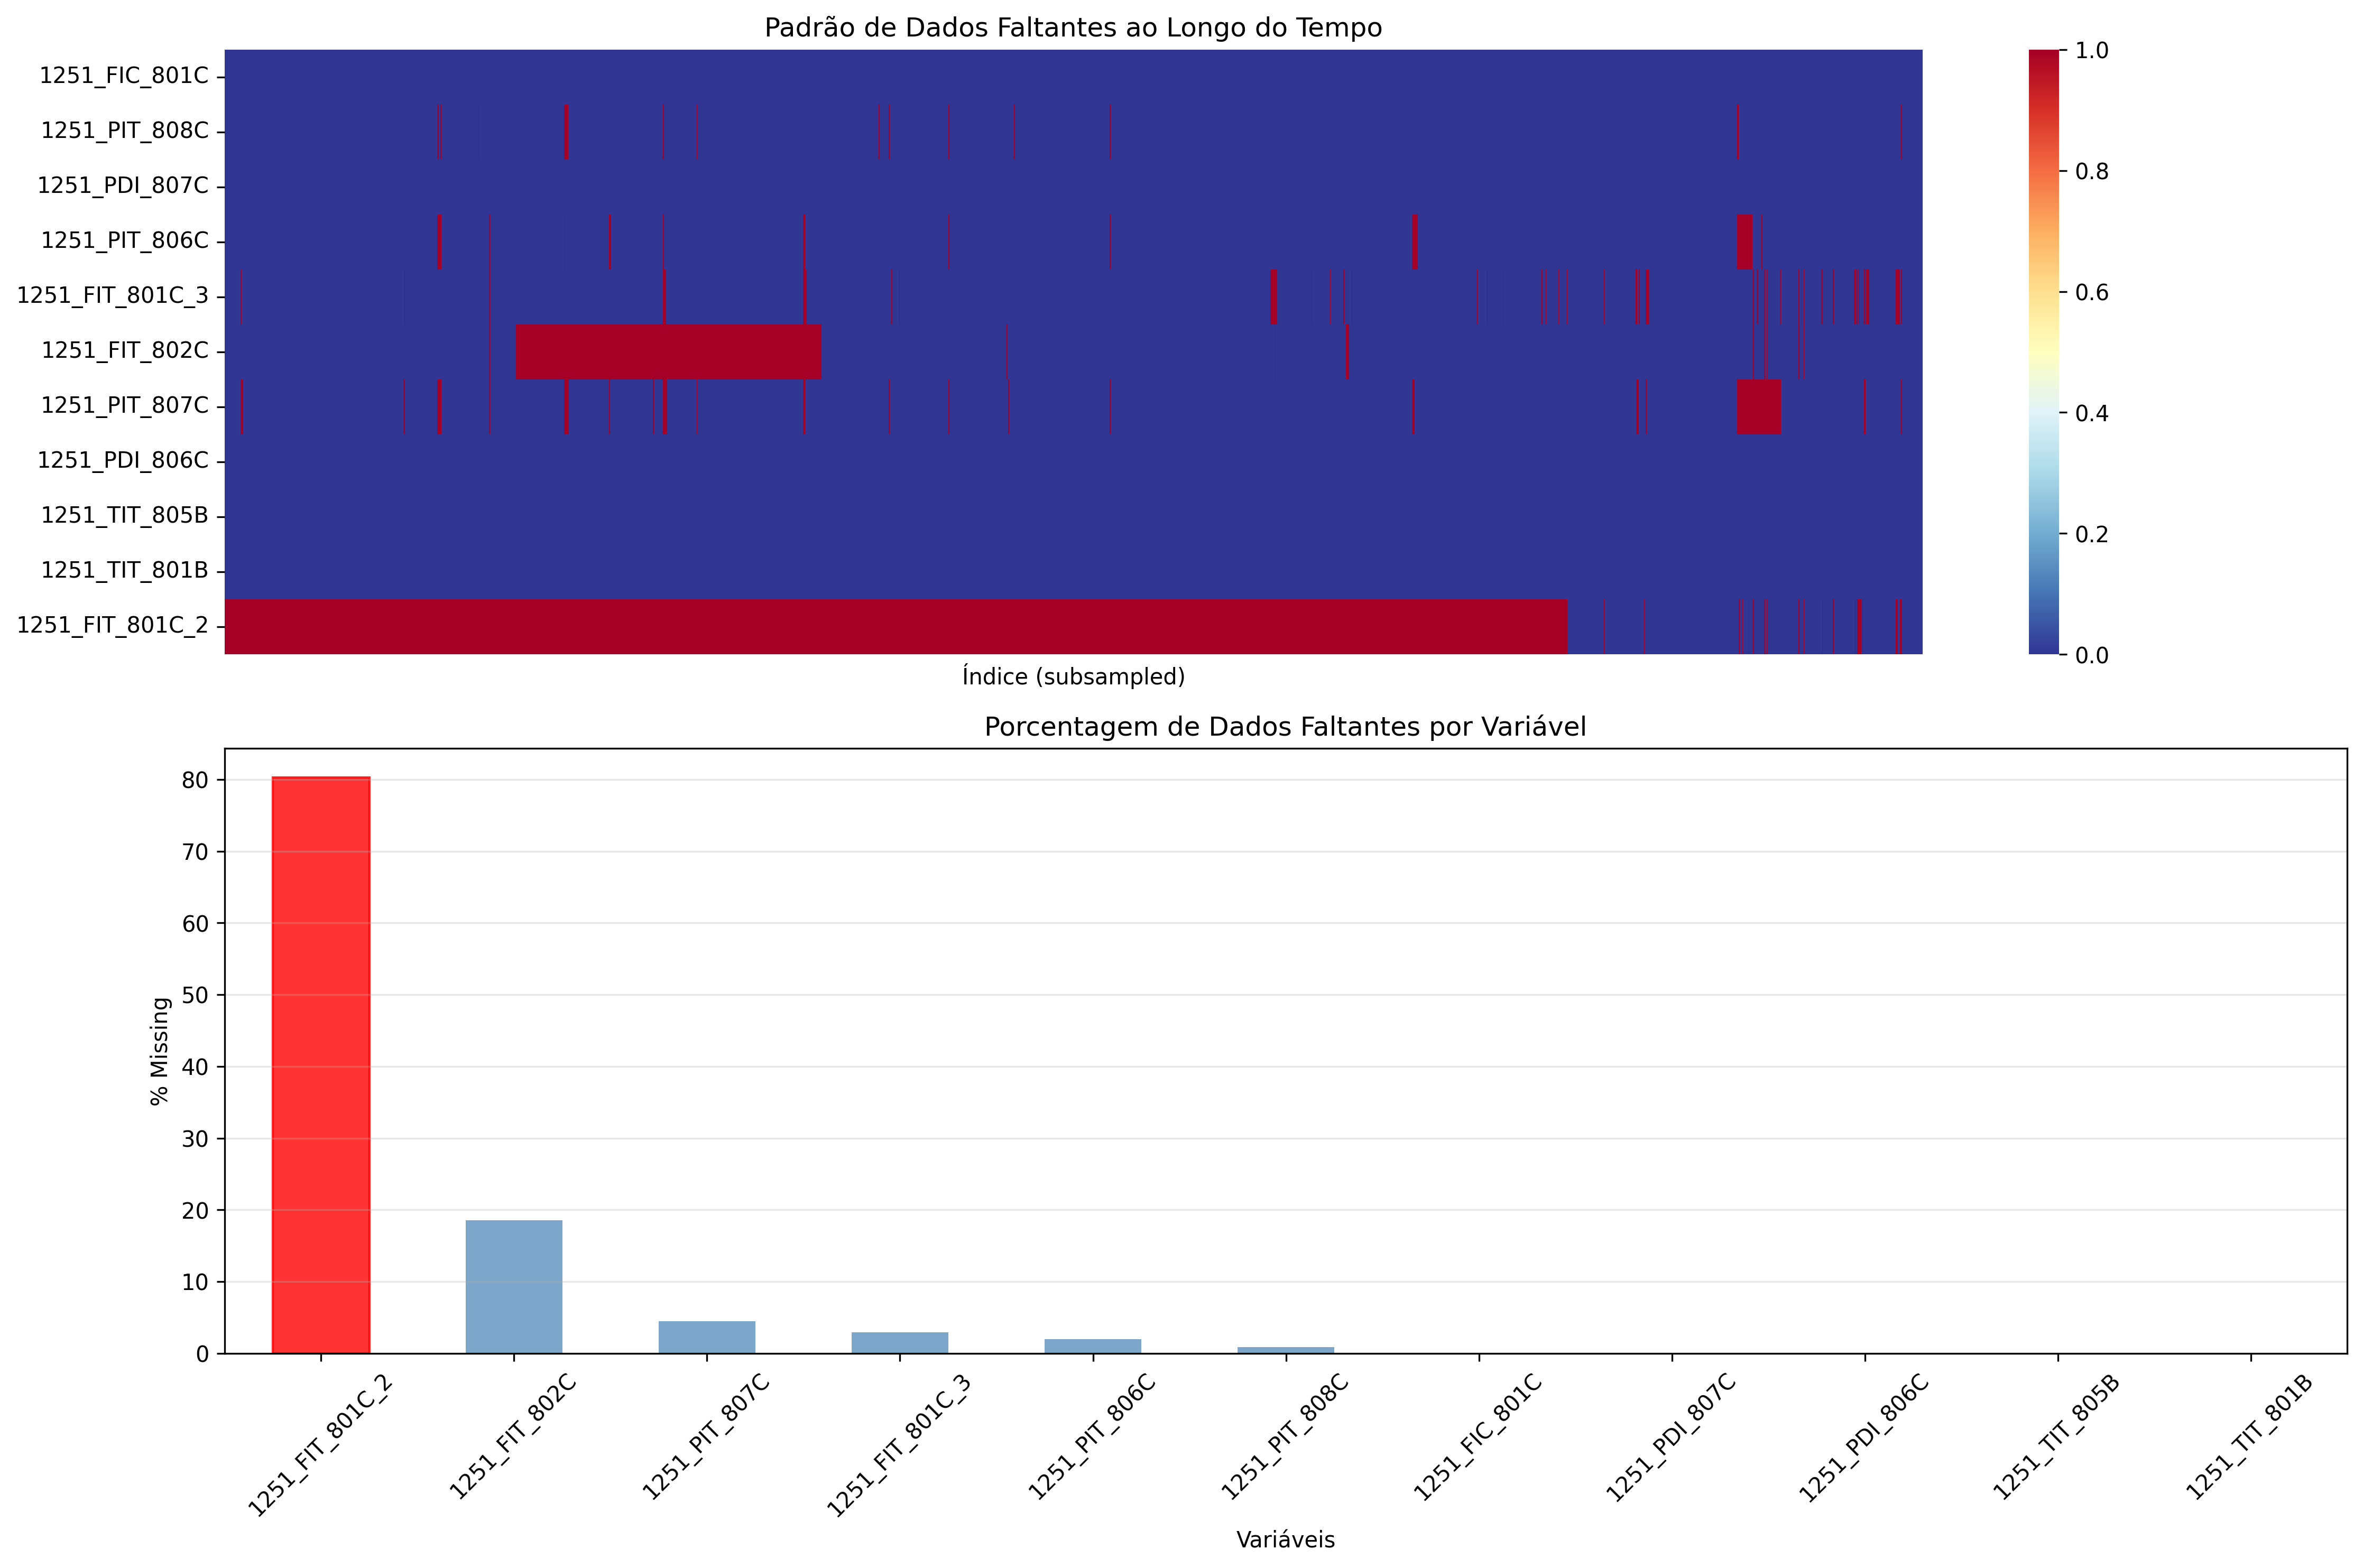 Padrão de Dados Faltantes ao Longo do Tempo
1251_FIC_801C
1251_PIT_808C
1251_PDI_807C
1251_PIT_806C
1251_FIT_801C_3
1251_FIT_802C
1251_PIT_807C
1251_PDI_806C
1251_TIT_805B
1251_TIT_801B
1251_FIT_801C_2
Índice (subsampled)
1.0
0.8
0.6
0.4
0.2
0.0
Porcentagem de Dados Faltantes por Variável
% Missing
80
70
60
50
40
30
20
10
0
1251_FIT_801C_2
1251_FIT_802C
1251_PIT_807C
1251_FIT_801C_3
1251_PIT_806C
1251_PIT_808C
1251_FIC_801C
1251_PDI_807C
1251_PDI_806C
1251_TIT_805B
1251_TIT_801B
Variáveis